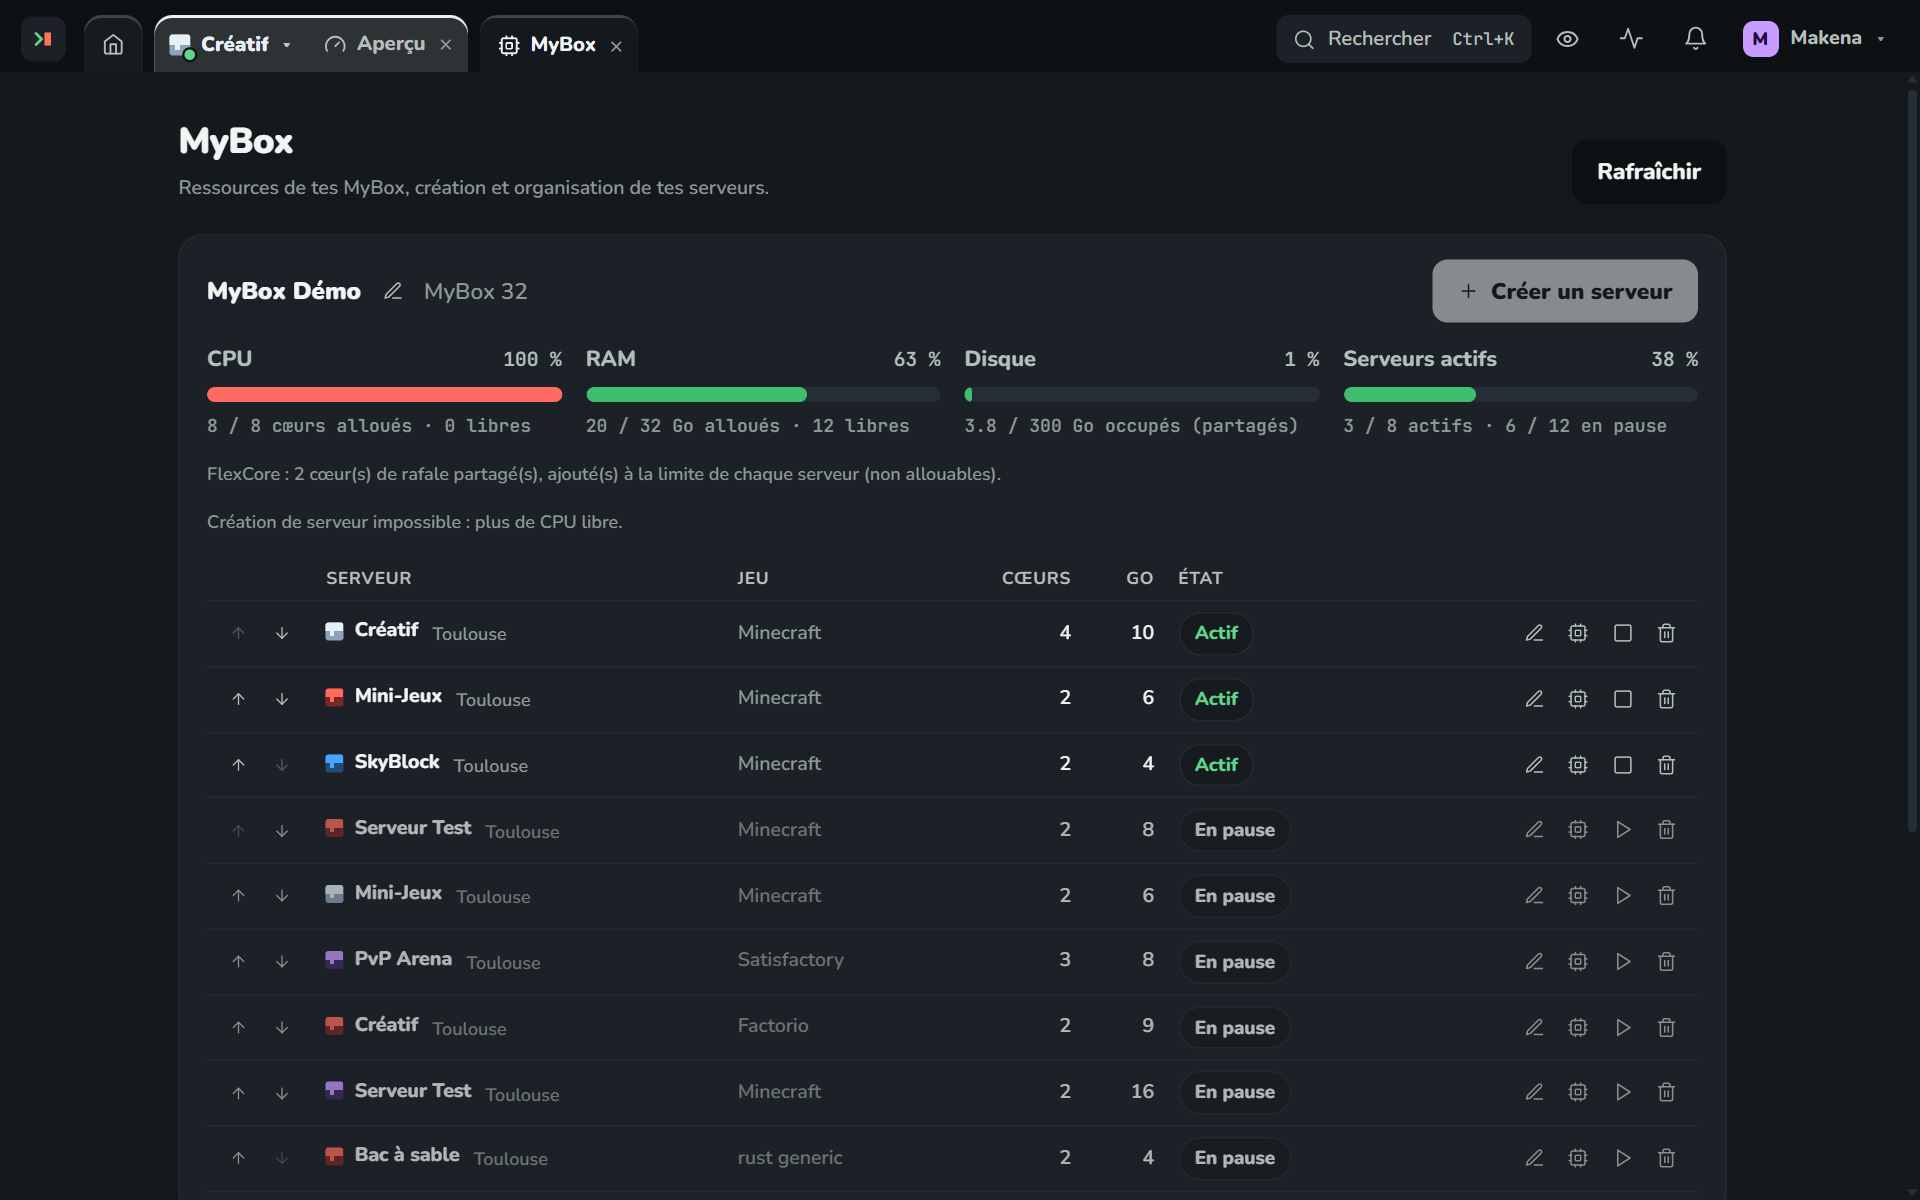 Créatif
Aperçu
MyBox
Rechercher Ctrl+K
M Makena
MyBox
Ressources de tes MyBox, création et organisation de tes serveurs.
Rafraîchir
MyBox Démo MyBox 32
Créer un serveur
CPU 100 %
8 / 8 cœurs alloués · 0 libres
RAM 63 %
20 / 32 Go alloués · 12 libres
Disque 1 %
3.8 / 300 Go occupés (partagés)
Serveurs actifs 38 %
3 / 8 actifs · 6 / 12 en pause
FlexCore : 2 cœur(s) de rafale partagé(s), ajouté(s) à la limite de chaque serveur (non allouables).
Création de serveur impossible : plus de CPU libre.
SERVEUR JEU CŒURS GO ÉTAT
Créatif Toulouse Minecraft 4 10 Actif
Mini-Jeux Toulouse Minecraft 2 6 Actif
SkyBlock Toulouse Minecraft 2 4 Actif
Serveur Test Toulouse Minecraft 2 8 En pause
Mini-Jeux Toulouse Minecraft 2 6 En pause
PvP Arena Toulouse Satisfactory 3 8 En pause
Créatif Toulouse Factorio 2 9 En pause
Serveur Test Toulouse Minecraft 2 16 En pause
Bac à sable Toulouse rust generic 2 4 En pause